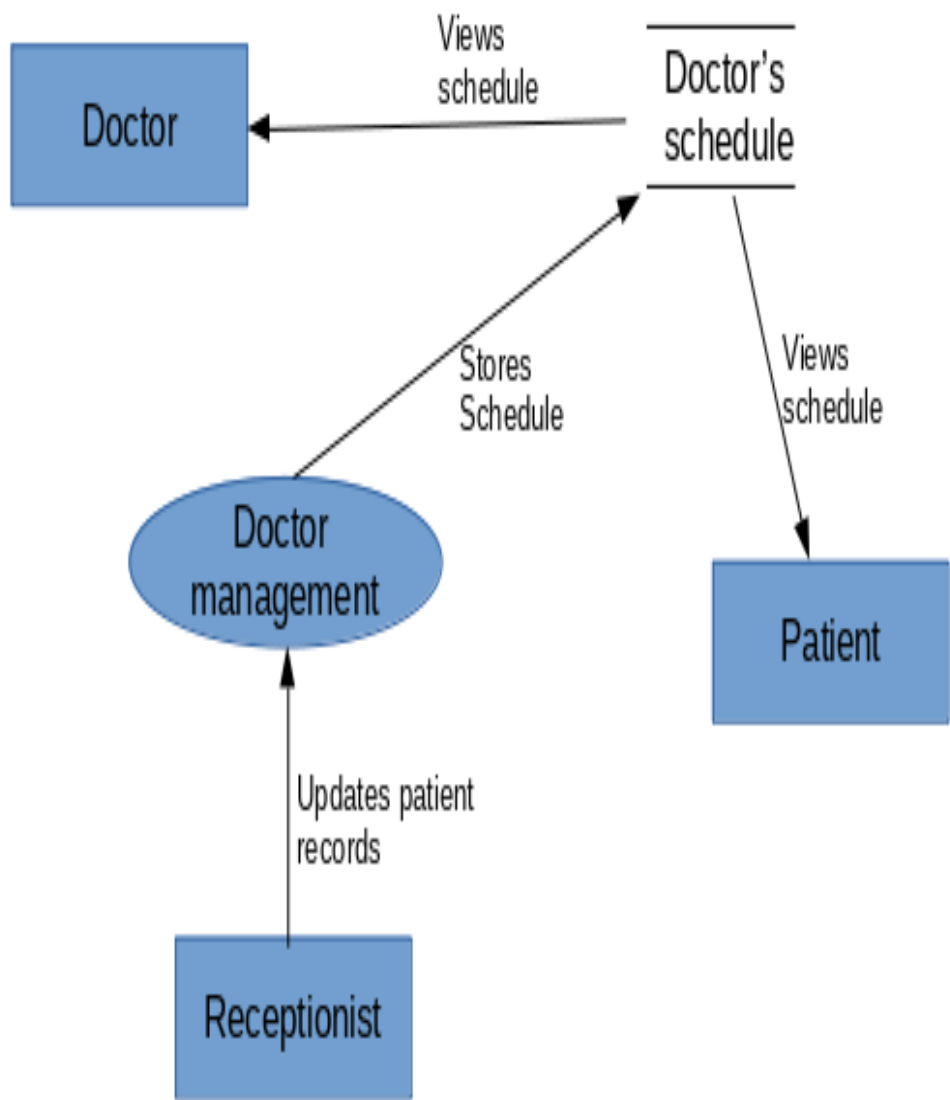 Views
schedule
Doctor's
schedule
Doctor
Stores
Schedule
Views
schedule
Doctor
management
Patient
Updates patient
records
Receptionist